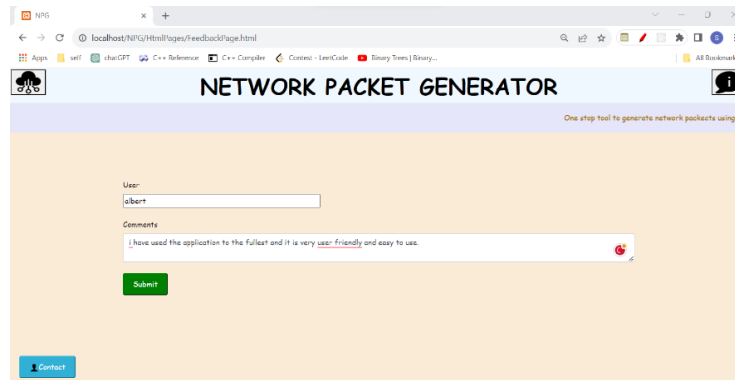 NPG
localhost/NPG/HtmlPages/FeedbackPage.html
S
Apps self chatGPT C++ Reference C++ Compiler Contest - LeetCode Binary Trees | Binary... All Bookmark
NETWORK PACKET GENERATOR
i
One stop tool to generate network packects using
User
albert
Comments
i have used the application to the fullest and it is very user friendly and easy to use.
Submit
Contact